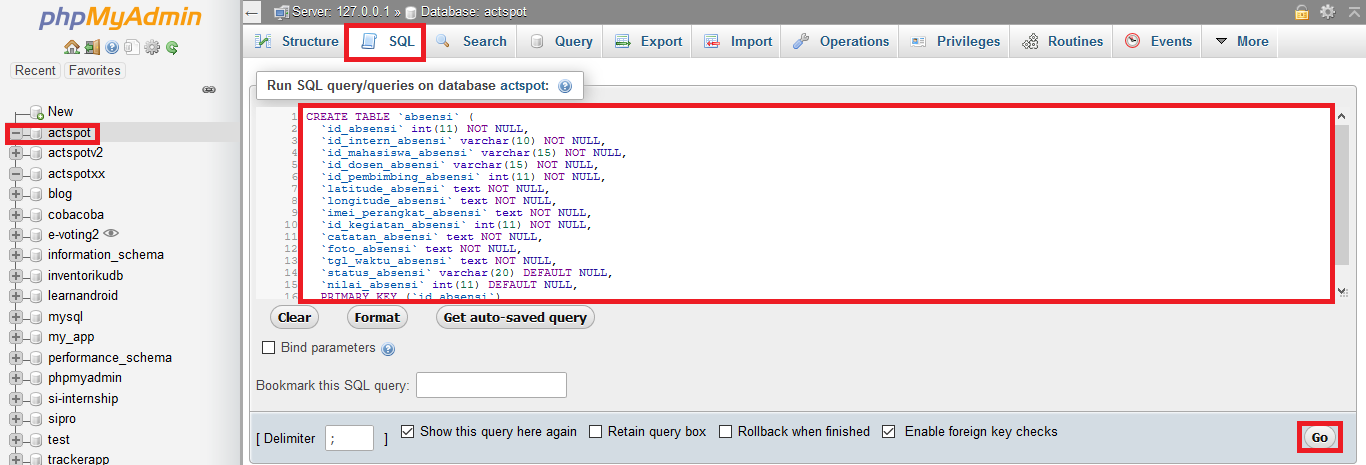 phpMyAdmin
Recent Favorites
New
actspot
actspotv2
actspotxx
blog
cobacoba
e-voting2
information_schema
inventorikudb
learnandroid
mysql
my_app
performance_schema
phpmyadmin
si-internship
sipro
test
trackerapp
Server: 127.0.0.1 » Database: actspot
Structure SQL Search Query Export Import Operations Privileges Routines Events More
Run SQL query/queries on database actspot:
1 CREATE TABLE `absensi` (
2 `id_absensi` int(11) NOT NULL,
3 `id_intern_absensi` varchar(10) NOT NULL,
4 `id_mahasiswa_absensi` varchar(15) NOT NULL,
5 `id_dosen_absensi` varchar(15) NOT NULL,
6 `id_pembimbing_absensi` int(11) NOT NULL,
7 `latitude_absensi` text NOT NULL,
8 `longitude_absensi` text NOT NULL,
9 `imei_perangkat_absensi` text NOT NULL,
10 `id_kegiatan_absensi` int(11) NOT NULL,
11 `catatan_absensi` text NOT NULL,
12 `foto_absensi` text NOT NULL,
13 `tgl_waktu_absensi` text NOT NULL,
14 `status_absensi` varchar(20) DEFAULT NULL,
15 `nilai_absensi` int(11) DEFAULT NULL,
16 PRIMARY KEY (`id_absensi`)
Clear Format Get auto-saved query
Bind parameters
Bookmark this SQL query:
[ Delimiter ; ] Show this query here again Retain query box Rollback when finished Enable foreign key checks Go